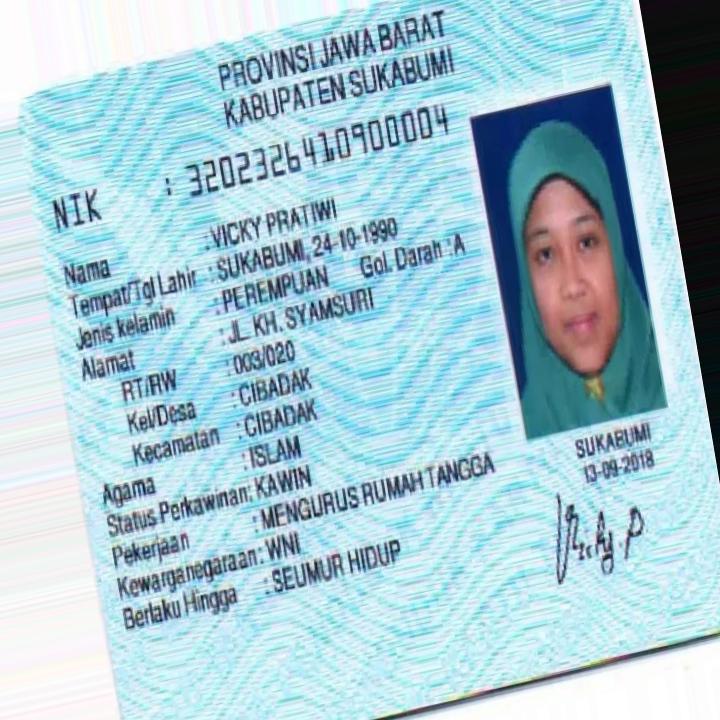 PROVINSI JAWA BARAT
KABUPATEN SUKABUMI
NIK : 3202326410900004
Nama : VICKY PRATIWI
Tempat/Tgl Lahir : SUKABUMI, 24-10-1990
Jenis kelamin : PEREMPUAN Gol. Darah : A
Alamat : JL. KH. SYAMSURI
RT/RW : 003/020
Kel/Desa : CIBADAK
Kecamatan : CIBADAK
Agama : ISLAM
Status Perkawinan: KAWIN
Pekerjaan : MENGURUS RUMAH TANGGA
Kewarganegaraan: WNI
Berlaku Hingga : SEUMUR HIDUP
SUKABUMI
13-09-2018